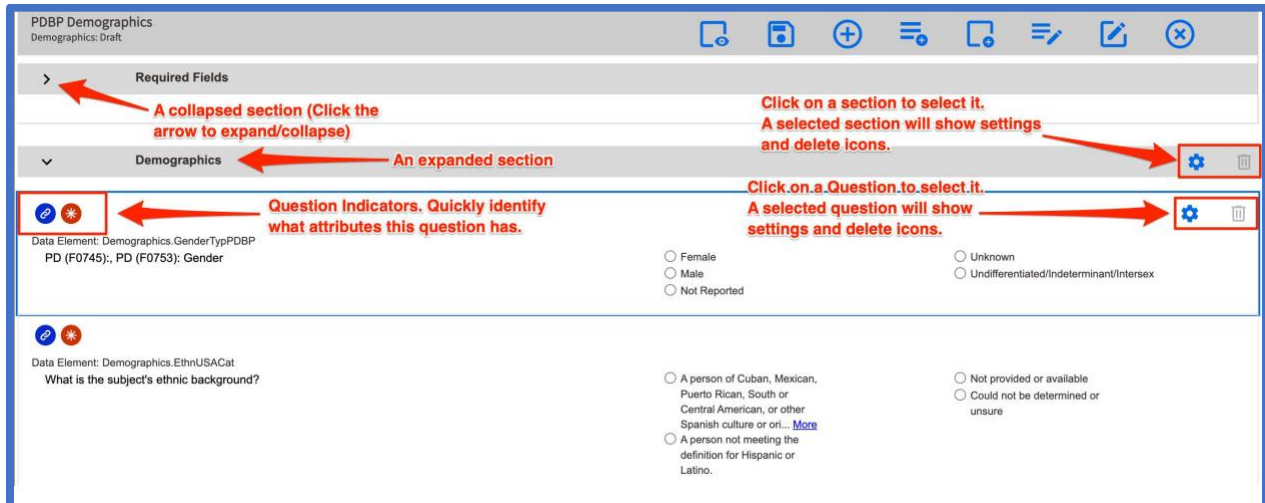 PDBP Demographics
Demographics: Draft
Required Fields
A collapsed section (Click the
arrow to expand/collapse)
Click on a section to select it.
A selected section will show settings
and delete icons.
Demographics
An expanded section
Click on a Question to select it.
A selected question will show
settings and delete icons.
Question Indicators. Quickly identify
what attributes this question has.
Data Element: Demographics.GenderTypPDBP
PD (F0745):, PD (F0753): Gender
Female
Male
Not Reported
Unknown
Undifferentiated/Indeterminant/Intersex
Data Element: Demographics.EthnUSACat
What is the subject's ethnic background?
A person of Cuban, Mexican,
Puerto Rican, South or
Central American, or other
Spanish culture or ori... More
A person not meeting the
definition for Hispanic or
Latino.
Not provided or available
Could not be determined or
unsure